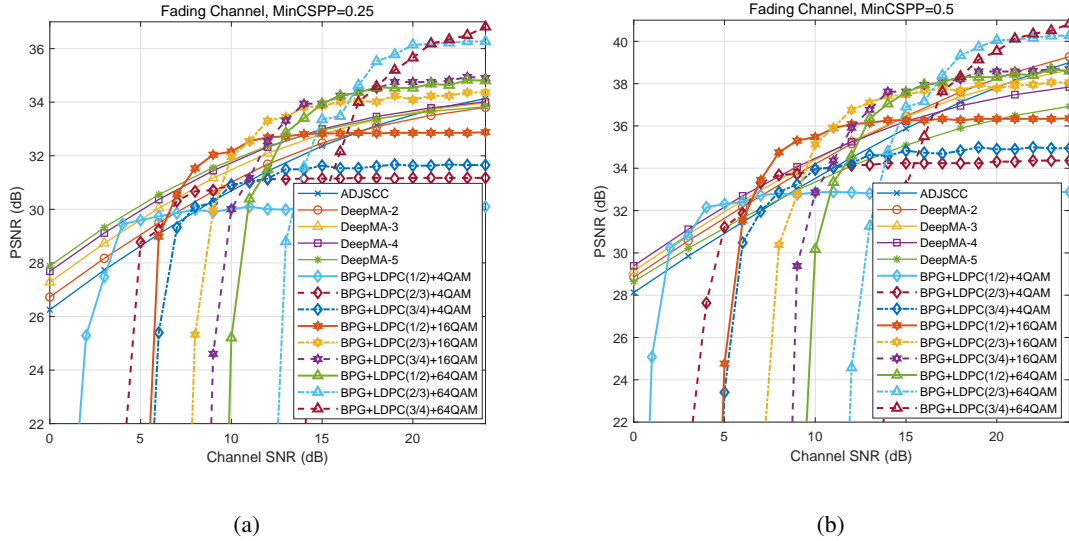 Fading Channel, MinCSPP=0.25
36
34
32
30
28
26
24
22
PSNR (dB)
0
5
10
15
20
Channel SNR (dB)
ADJSCC
DeepMA-2
DeepMA-3
DeepMA-4
DeepMA-5
BPG+LDPC(1/2)+4QAM
BPG+LDPC(2/3)+4QAM
BPG+LDPC(3/4)+4QAM
BPG+LDPC(1/2)+16QAM
BPG+LDPC(2/3)+16QAM
BPG+LDPC(3/4)+16QAM
BPG+LDPC(1/2)+64QAM
BPG+LDPC(2/3)+64QAM
BPG+LDPC(3/4)+64QAM
(a)
Fading Channel, MinCSPP=0.5
40
38
36
34
32
30
28
26
24
22
PSNR (dB)
0
5
10
15
20
Channel SNR (dB)
ADJSCC
DeepMA-2
DeepMA-3
DeepMA-4
DeepMA-5
BPG+LDPC(1/2)+4QAM
BPG+LDPC(2/3)+4QAM
BPG+LDPC(3/4)+4QAM
BPG+LDPC(1/2)+16QAM
BPG+LDPC(2/3)+16QAM
BPG+LDPC(3/4)+16QAM
BPG+LDPC(1/2)+64QAM
BPG+LDPC(2/3)+64QAM
BPG+LDPC(3/4)+64QAM
(b)